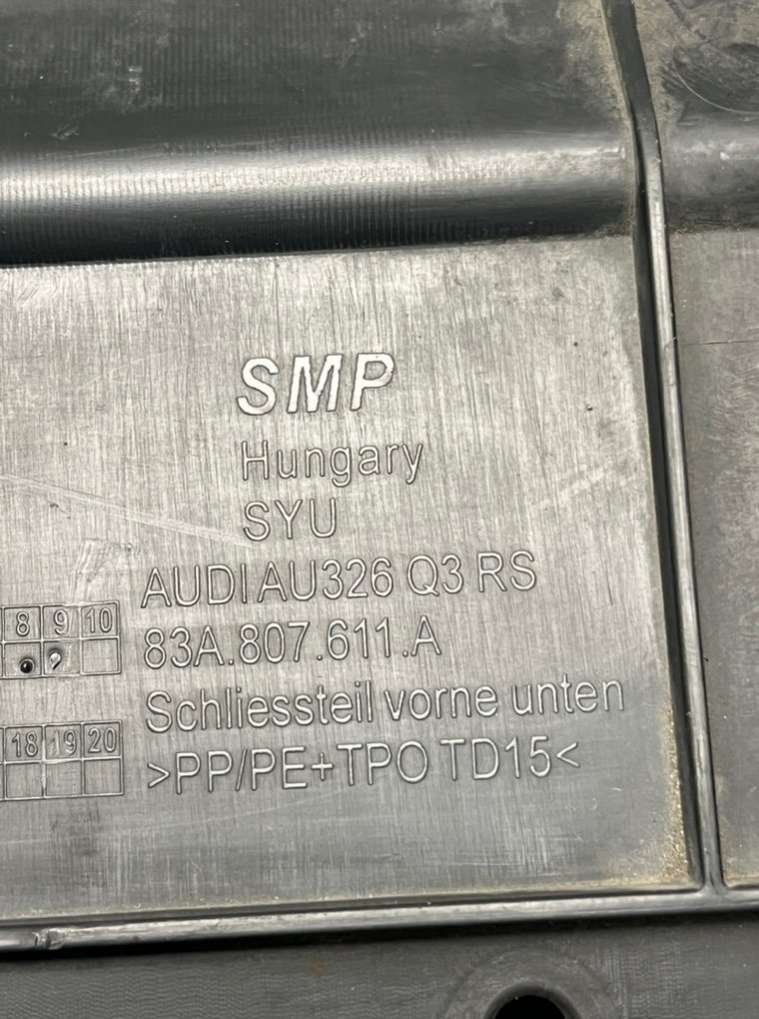 SMP
Hungary
SYU
AUDI AU326 Q3 RS
8 9 10
83A.807.611.A
Schliessteil vorne unten
18 19 20
>PP/PE+TPO TD15<